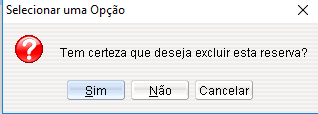 Selecionar uma Opção
Tem certeza que deseja excluir esta reserva?
Sim Não Cancelar